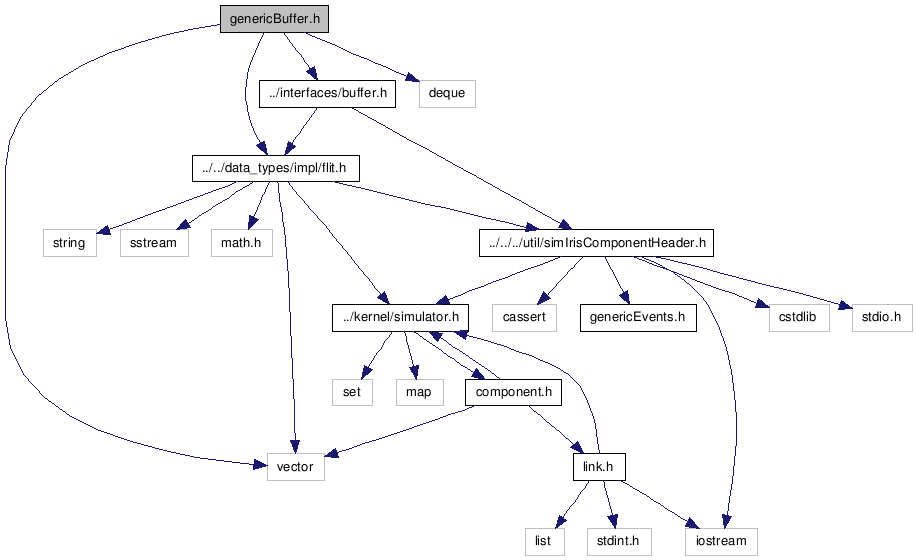 genericBuffer.h
../interfaces/buffer.h
deque
../../data_types/impl/flit.h
string
sstream
math.h
../../../util/simIrisComponentHeader.h
../kernel/simulator.h
cassert
genericEvents.h
cstdlib
stdio.h
set
map
component.h
vector
link.h
list
stdint.h
iostream